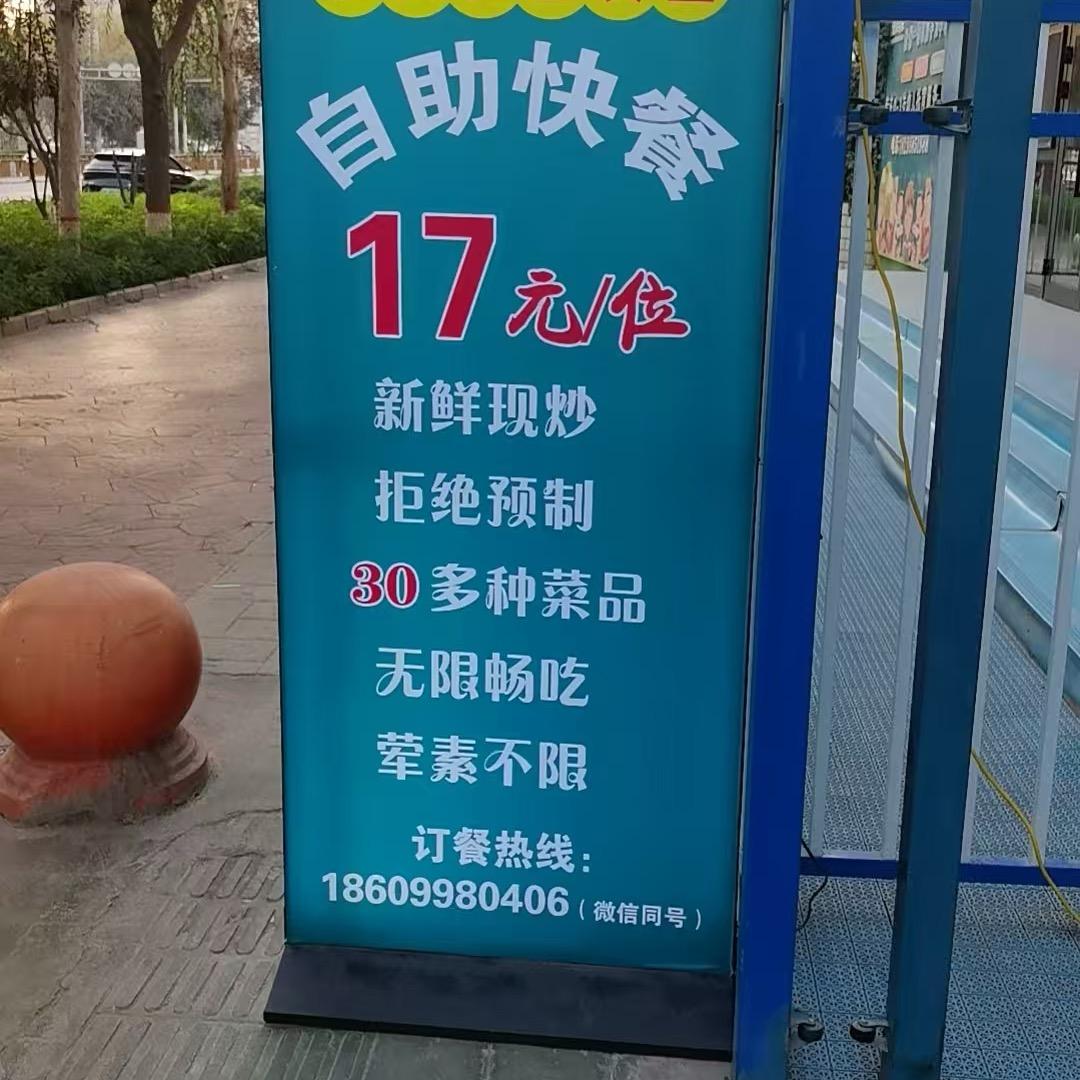 自助快餐
17元/位
新鲜现炒
拒绝预制
30多种菜品
无限畅吃
荤素不限
订餐热线：
18609980406（微信同号）